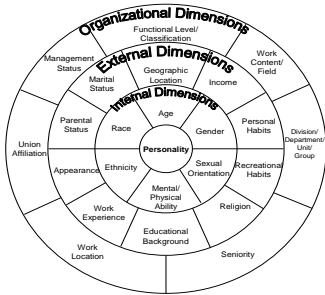 Organizational Dimensions
Functional Level/
Classification
Management
Status
Work
Content/
Field
External Dimensions
Geographic
Location
Marital
Status
Income
Internal Dimensions
Age
Parental
Status
Race
Gender
Personal
Habits
Union
Affiliation
Division/
Department/
Unit/
Group
Personality
Appearance
Ethnicity
Sexual
Orientation
Recreational
Habits
Mental/
Physical
Ability
Work
Experience
Religion
Educational
Background
Work
Location
Seniority